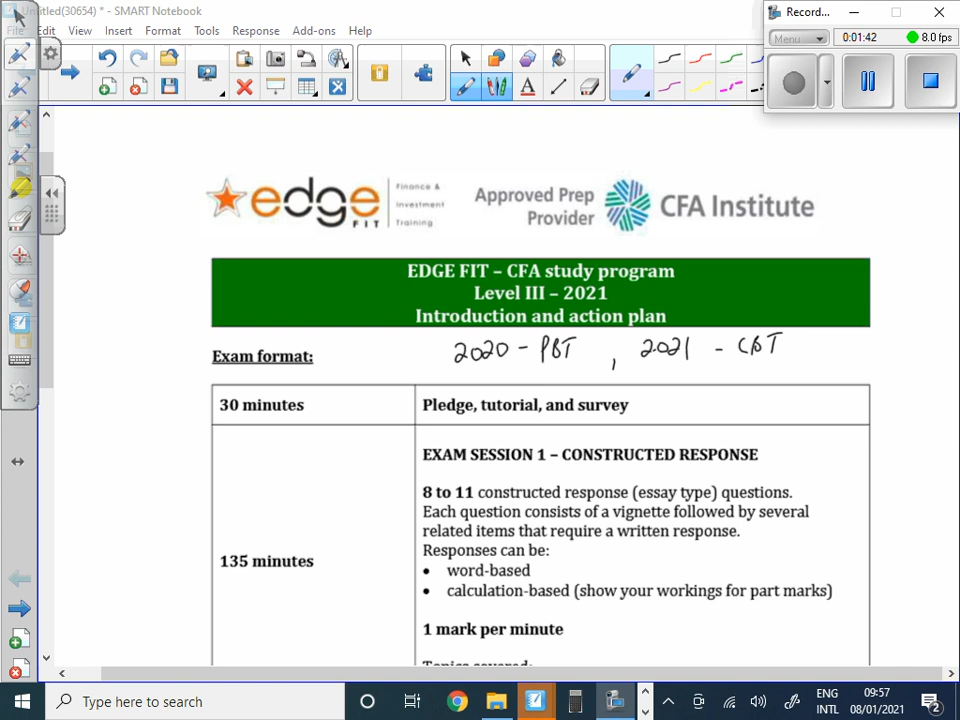 Untitled(30654) * - SMART Notebook
File Edit View Insert Format Tools Response Add-ons Help
Record...
Menu 0:01:42 8.0 fps
edge FIT
Finance &
Investment
Training
Approved Prep
Provider
CFA Institute
EDGE FIT – CFA study program
Level III – 2021
Introduction and action plan
Exam format: 2020 - PBT , 2021 - CBT
30 minutes Pledge, tutorial, and survey
EXAM SESSION 1 – CONSTRUCTED RESPONSE
8 to 11 constructed response (essay type) questions.
Each question consists of a vignette followed by several
related items that require a written response.
Responses can be:
135 minutes
• word-based
• calculation-based (show your workings for part marks)
1 mark per minute
Topics covered:
Type here to search
ENG
INTL
09:57
08/01/2021
2